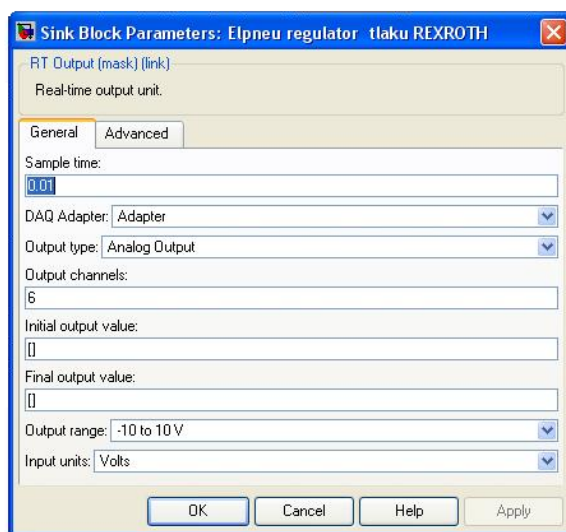 Sink Block Parameters: Elpneu regulator tlaku REXROTH
RT Output (mask) (link)
Real-time output unit.
General Advanced
Sample time:
0.01
DAQ Adapter: Adapter
Output type: Analog Output
Output channels:
6
Initial output value:
[]
Final output value:
[]
Output range: -10 to 10 V
Input units: Volts
OK Cancel Help Apply